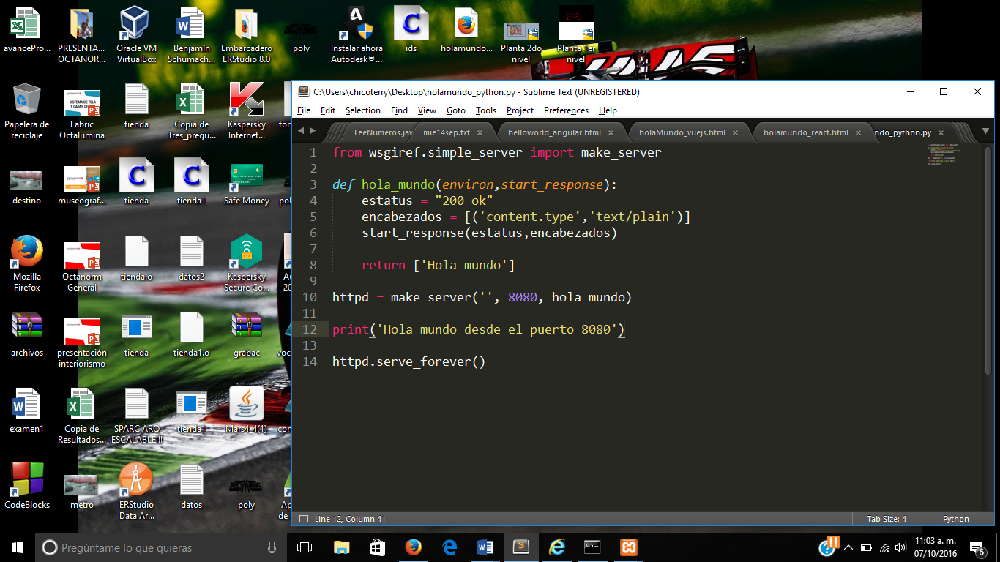 avancePro...
PRESENTA...
OCTANOR...
Oracle VM
VirtualBox
Benjamín
Schumach...
Embarcadero
ERStudio 8.0
poly
Instalar ahora
Autodesk®...
ids
holamundo...
Planta 2do
nivel
Planta 1er
nivel
Papelera de
reciclaje
SISTEMA DE TELA
Fabric
Octalumina
tienda
Copia de
Tres_pregu...
Kaspersky
Internet...
destino
museograf...
tienda
tienda1
Safe Money
Mozilla
Firefox
Octanorm
General
tienda.o
datos2
Kaspersky
Secure Co...
archivos
presentación
interiorismo
tienda
tienda1.o
grabac
examen1
Copia de
Resultados...
SPARC ARQ
ESCALABLE!!!
tienda1
Mars4_4(1)
CodeBlocks
metro
ERStudio
Data Ar...
datos
poly
C:\Users\chicoterry\Desktop\holamundo_python.py - Sublime Text (UNREGISTERED)
File Edit Selection Find View Goto Tools Project Preferences Help
LeeNumeros.jav mie14sep.txt × helloworld_angular.html × holaMundo_vuejs.html × holamundo_react.html × ndo_python.py ×
1 from wsgiref.simple_server import make_server
2
3 def hola_mundo(environ,start_response):
4 estatus = "200 ok"
5 encabezados = [('content.type','text/plain')]
6 start_response(estatus,encabezados)
7
8 return ['Hola mundo']
9
10 httpd = make_server('', 8080, hola_mundo)
11
12 print('Hola mundo desde el puerto 8080')
13
14 httpd.serve_forever()
Line 12, Column 41
Tab Size: 4
Python
Pregúntame lo que quieras
11:03 a. m.
07/10/2016
6